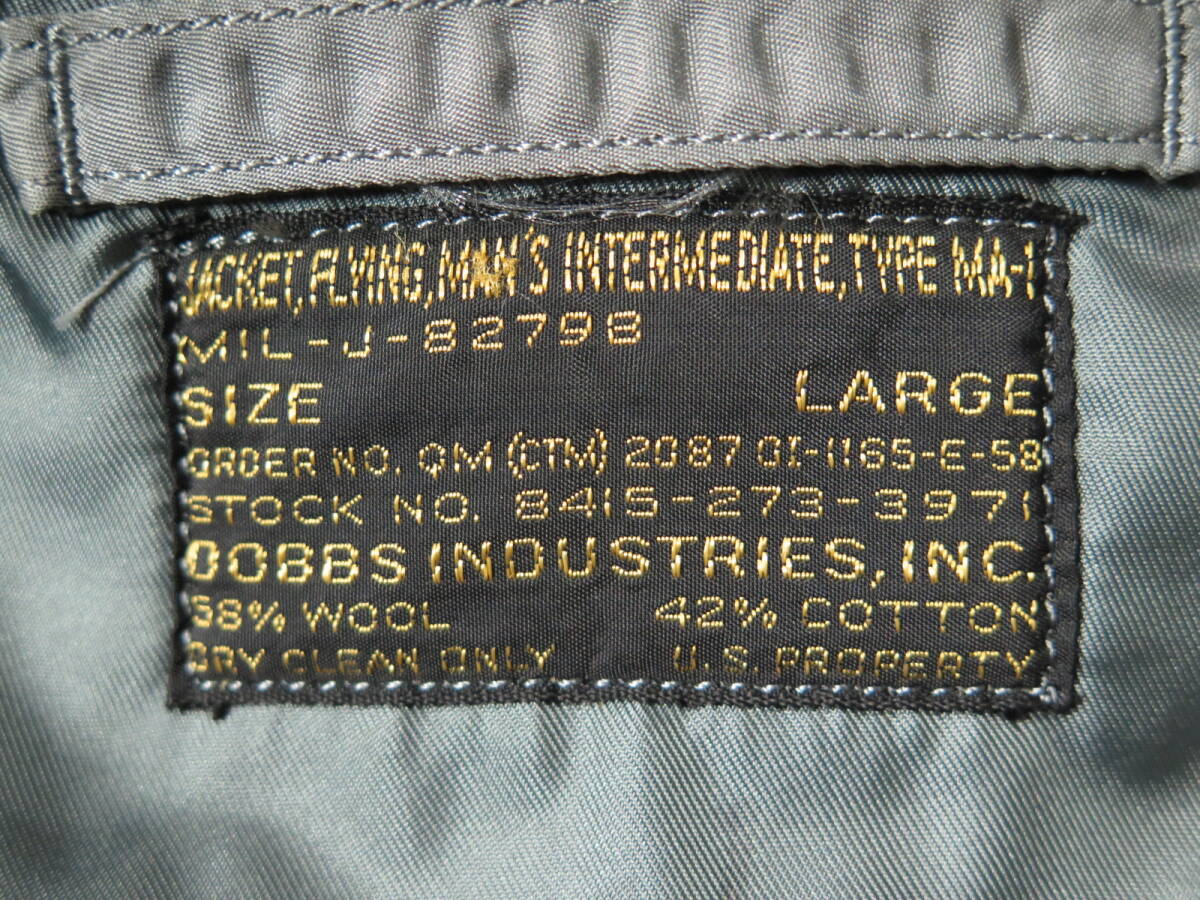 JACKET, FLYING, MAN'S INTERMEDIATE, TYPE MA-1
MIL-J-8279B
SIZE LARGE
ORDER NO. QM (CTM) 2087 OI-1165-E-58
STOCK NO. 8415-273-3971
DOBBS INDUSTRIES, INC.
58% WOOL 42% COTTON
DRY CLEAN ONLY U.S. PROPERTY